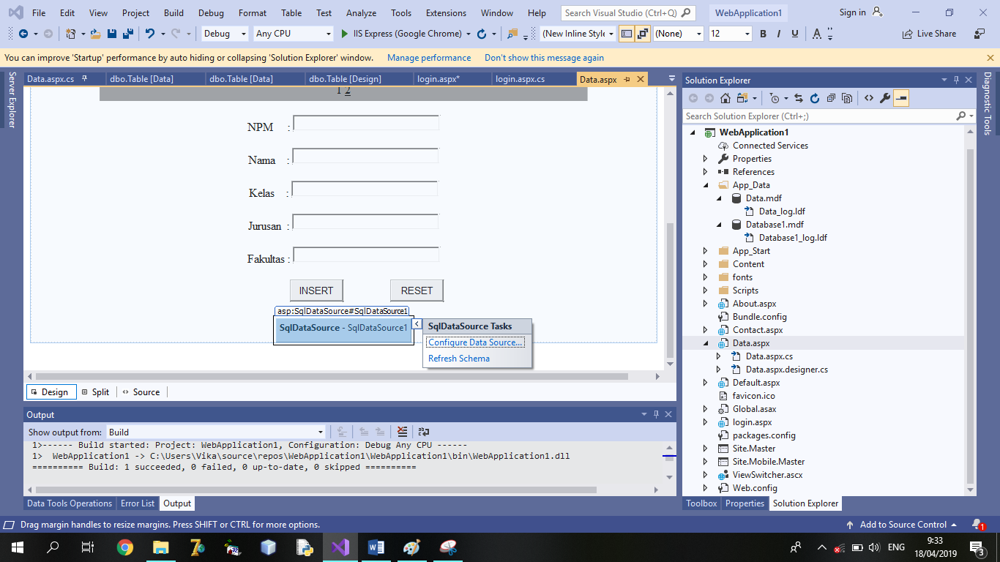 File Edit View Project Build Debug Format Table Test Analyze Tools Extensions Window Help Search Visual Studio (Ctrl+Q) WebApplication1 Sign in
Debug Any CPU IIS Express (Google Chrome) (New Inline Style) (None) 12 B I U A Live Share
You can improve 'Startup' performance by auto hiding or collapsing 'Solution Explorer' window. Manage performance Don't show this message again
Server Explorer
Data.aspx.cs dbo.Table [Data] dbo.Table [Data] dbo.Table [Design] login.aspx* login.aspx.cs Data.aspx
1 2
NPM :
Nama :
Kelas :
Jurusan :
Fakultas :
INSERT RESET
asp:SqlDataSource#SqlDataSource1
SqlDataSource - SqlDataSource1
SqlDataSource Tasks
Configure Data Source...
Refresh Schema
Design Split Source
Output
Show output from: Build
1>------ Build started: Project: WebApplication1, Configuration: Debug Any CPU ------
1> WebApplication1 -> C:\Users\Vika\source\repos\WebApplication1\WebApplication1\bin\WebApplication1.dll
========== Build: 1 succeeded, 0 failed, 0 up-to-date, 0 skipped ==========
Data Tools Operations Error List Output
Solution Explorer
Search Solution Explorer (Ctrl+;)
WebApplication1
Connected Services
Properties
References
App_Data
Data.mdf
Data_log.ldf
Database1.mdf
Database1_log.ldf
App_Start
Content
fonts
Scripts
About.aspx
Bundle.config
Contact.aspx
Data.aspx
Data.aspx.cs
Data.aspx.designer.cs
Default.aspx
favicon.ico
Global.asax
login.aspx
packages.config
Site.Master
Site.Mobile.Master
ViewSwitcher.ascx
Web.config
Toolbox Properties Solution Explorer
Diagnostic Tools
Drag margin handles to resize margins. Press SHIFT or CTRL for more options. Add to Source Control 1
ENG 9:33
18/04/2019 3